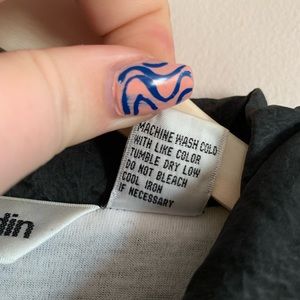 MACHINE WASH COLD
WITH LIKE COLOR
TUMBLE DRY LOW
DO NOT BLEACH
COOL IRON
IF NECESSARY